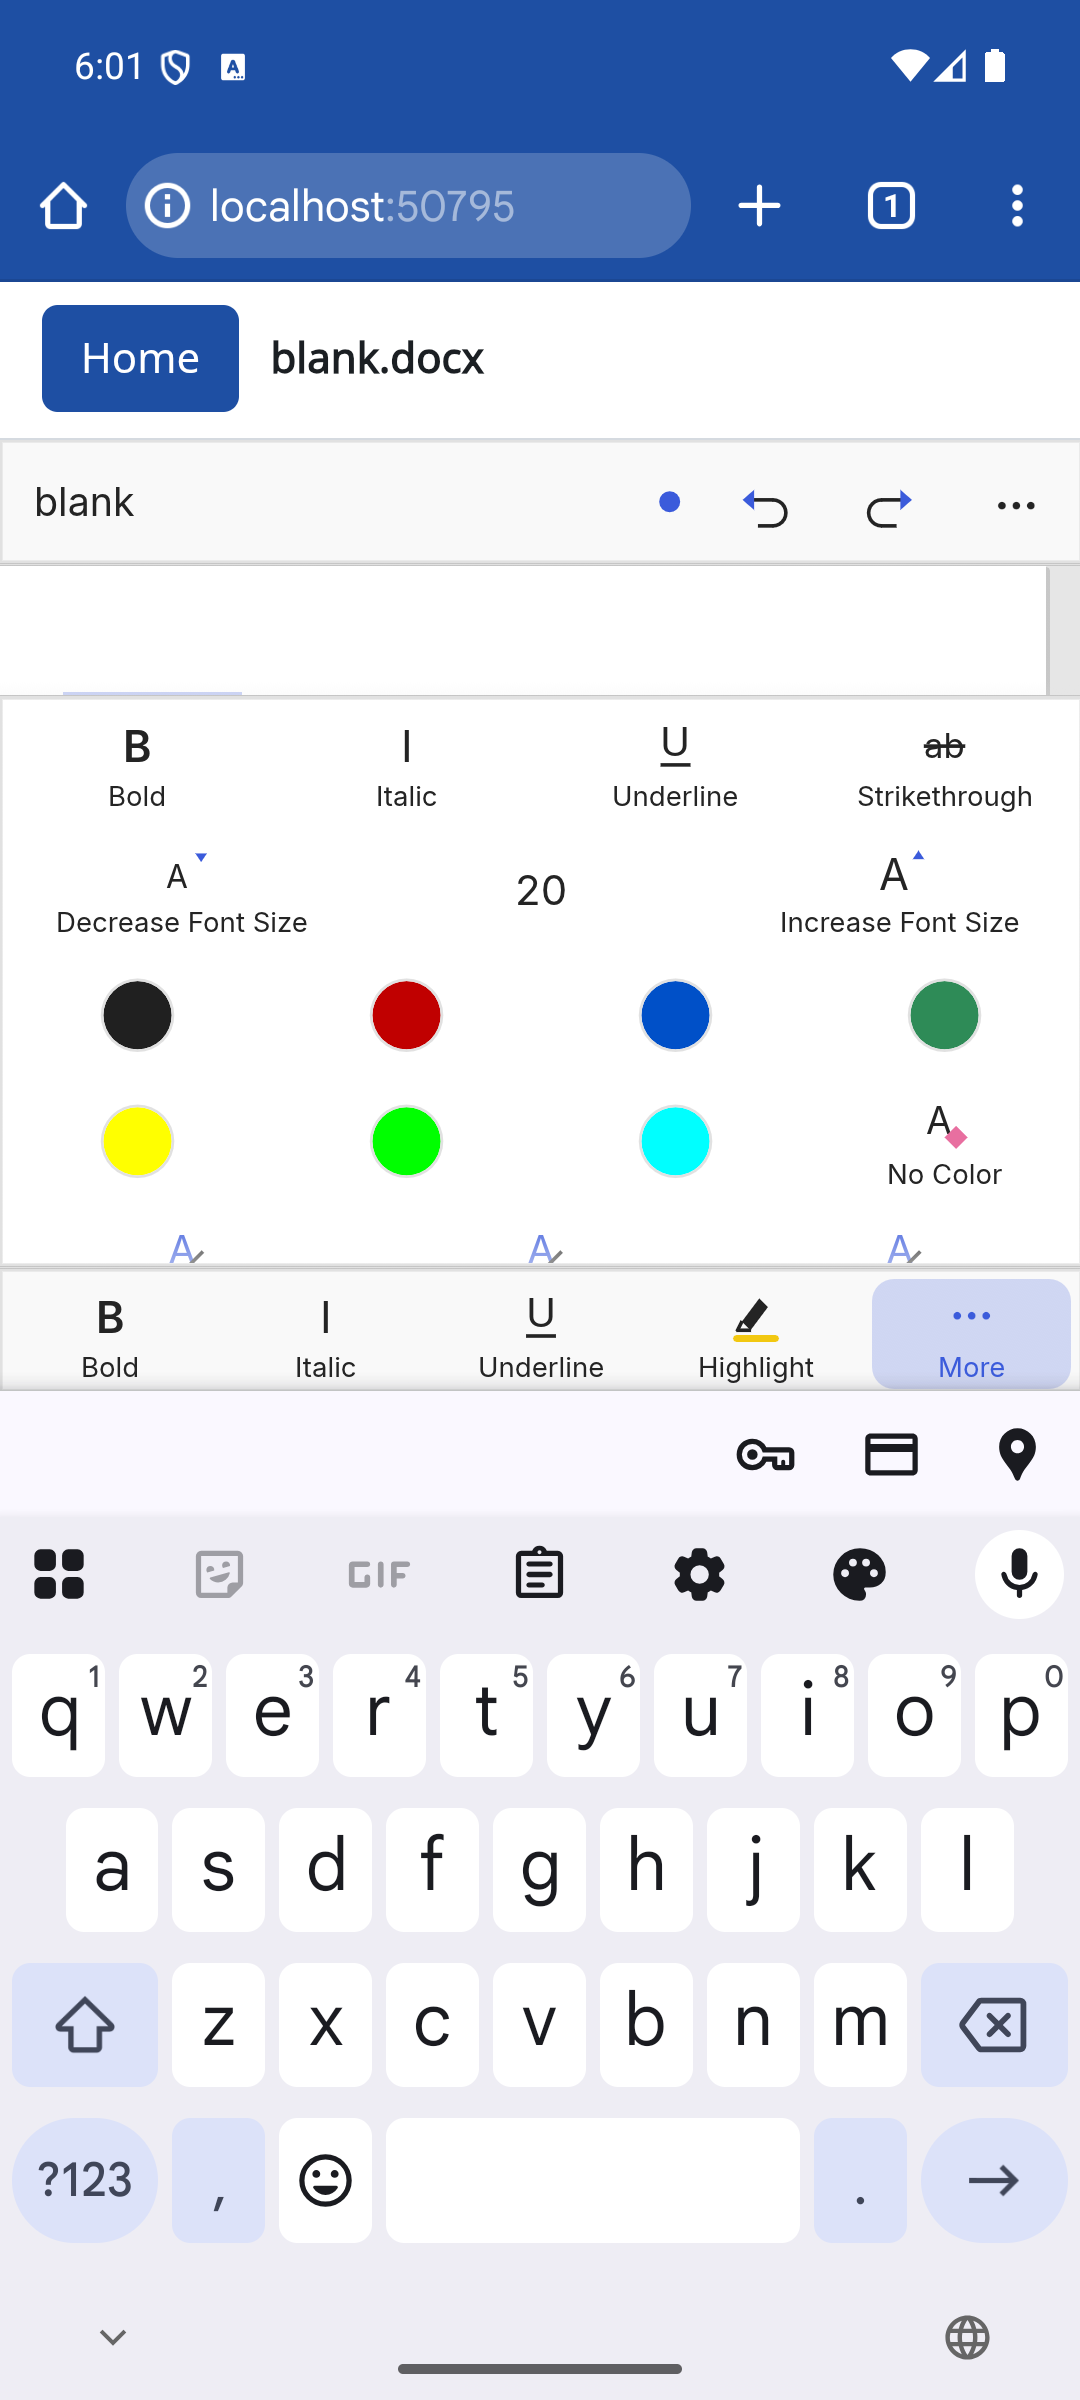 6:01
localhost:50795
1
Home
blank.docx
blank
B I U ab
Bold Italic Underline Strikethrough
A A
20
Decrease Font Size Increase Font Size
A
No Color
A A A
B I U
Bold Italic Underline Highlight More
GIF
1 2 3 4 5 6 7 8 9 0
q w e r t y u i o p
a s d f g h j k l
z x c v b n m
?123 , .